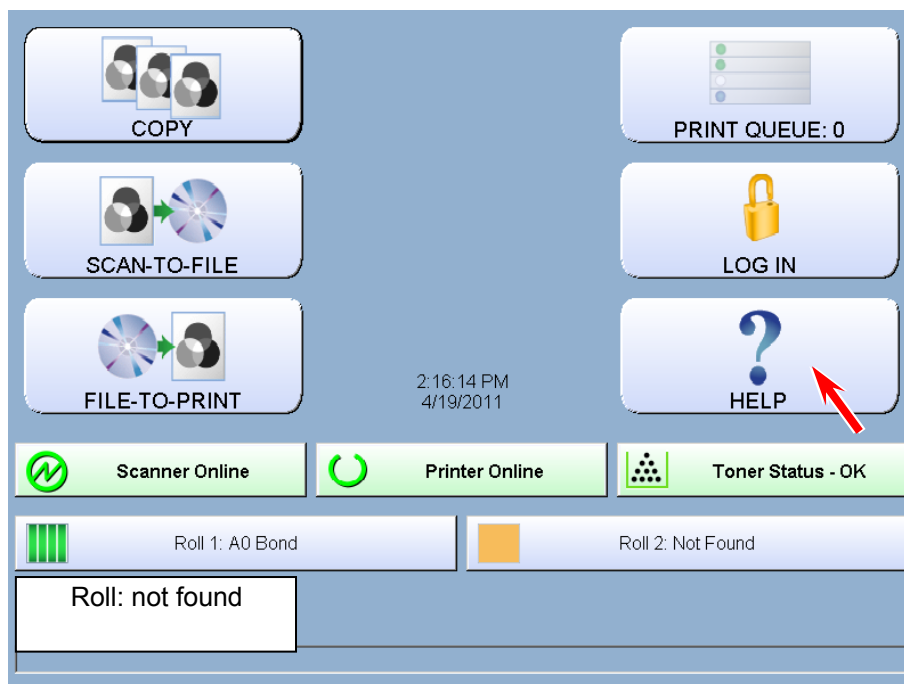 COPY
PRINT QUEUE: 0
SCAN-TO-FILE
LOG IN
FILE-TO-PRINT
2:16:14 PM
4/19/2011
HELP
Scanner Online
Printer Online
Toner Status - OK
Roll 1: A0 Bond
Roll 2: Not Found
Roll: not found